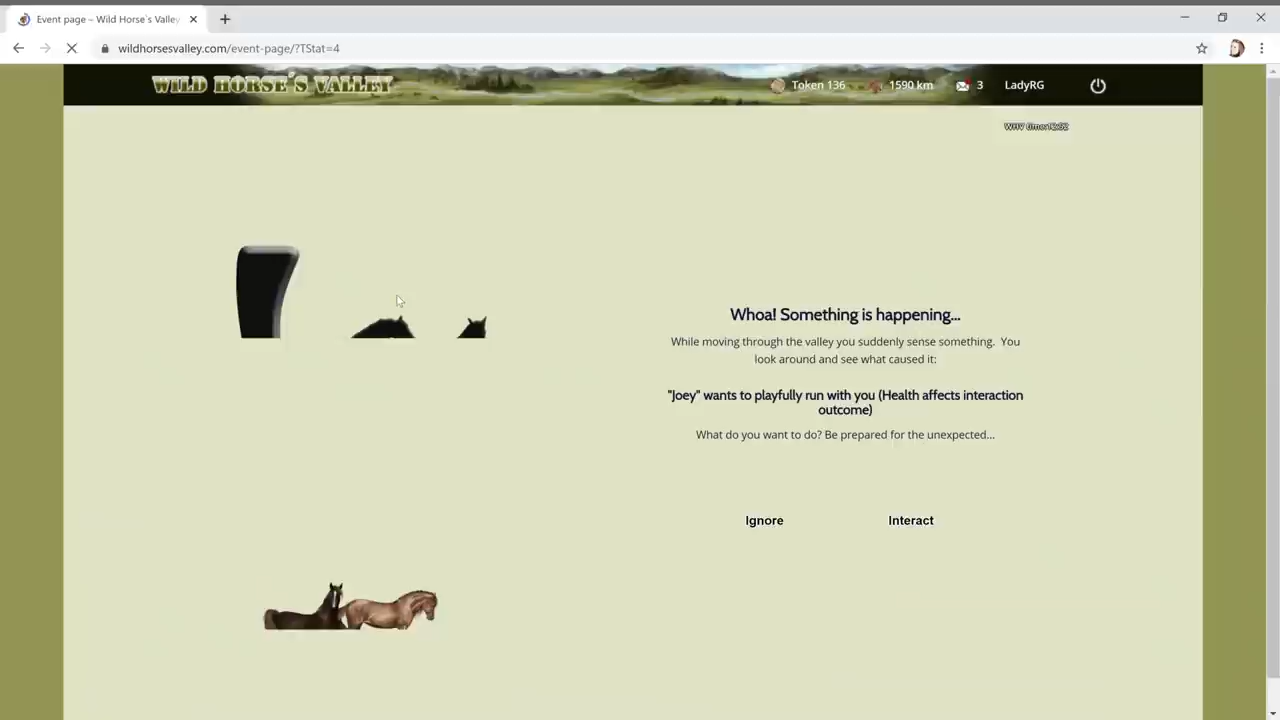 Event page – Wild Horse`s Valley
wildhorsesvalley.com/event-page/?TStat=4
WILD HORSE`S VALLEY
Token 136
1590 km
3
LadyRG
Whoa! Something is happening...
While moving through the valley you suddenly sense something. You
look around and see what caused it:
"Joey" wants to playfully run with you (Health affects interaction
outcome)
What do you want to do? Be prepared for the unexpected...
Ignore
Interact